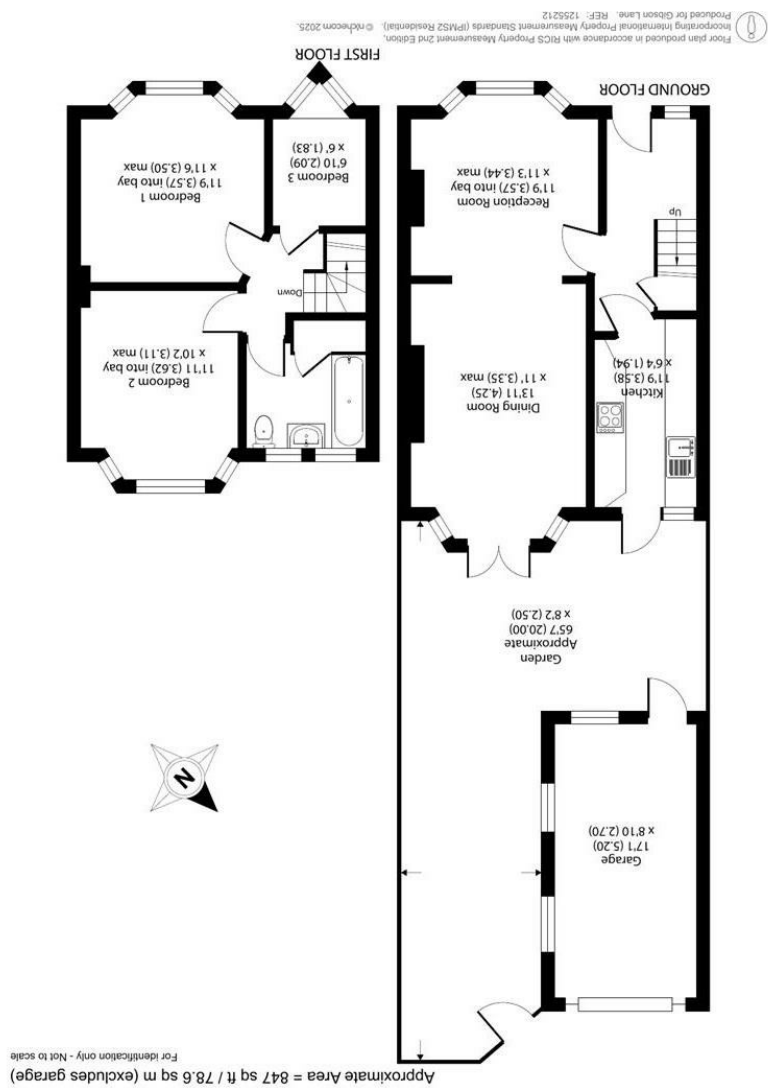 Approximate Area = 847 sq ft / 78.6 sq m (excludes garage)
For identification only - Not to scale
Garage
17'1 (5.20)
x 8'10 (2.70)
N
Garden
Approximate
65'7 (20.00)
x 8'2 (2.50)
Kitchen
11'9 (3.58)
x 6'4 (1.94)
Dining Room
13'11 (4.25)
x 11' (3.35) max
Up
Reception Room
11'9 (3.57) into bay
x 11'3 (3.44) max
GROUND FLOOR
Bedroom 2
11'11 (3.62) into bay
x 10'2 (3.11) max
Down
Bedroom 3
6'10 (2.09)
x 6' (1.83)
Bedroom 1
11'9 (3.57) into bay
x 11'6 (3.50) max
FIRST FLOOR
Floor plan produced in accordance with RICS Property Measurement 2nd Edition,
Incorporating International Property Measurement Standards (IPMS2 Residential). ©nichecom 2025.
Produced for Gibson Lane. REF: 1255212